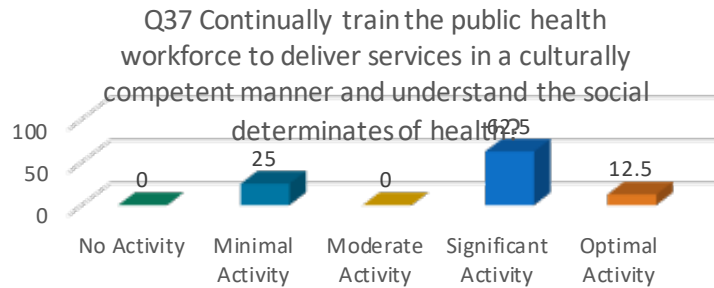 Q37 Continually train the public health
workforce to deliver services in a culturally
competent manner and understand the social
determinates of health?
100
50
0
0
25
0
62.5
12.5
No Activity
Minimal
Activity
Moderate
Activity
Significant
Activity
Optimal
Activity